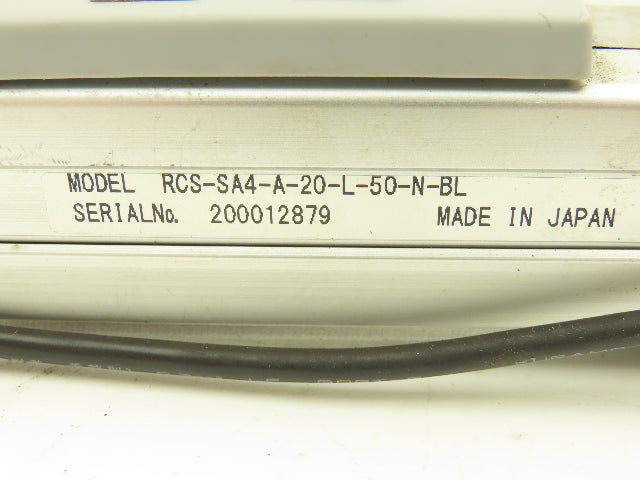 MODEL RCS-SA4-A-20-L-50-N-BL
SERIALNo. 200012879 MADE IN JAPAN